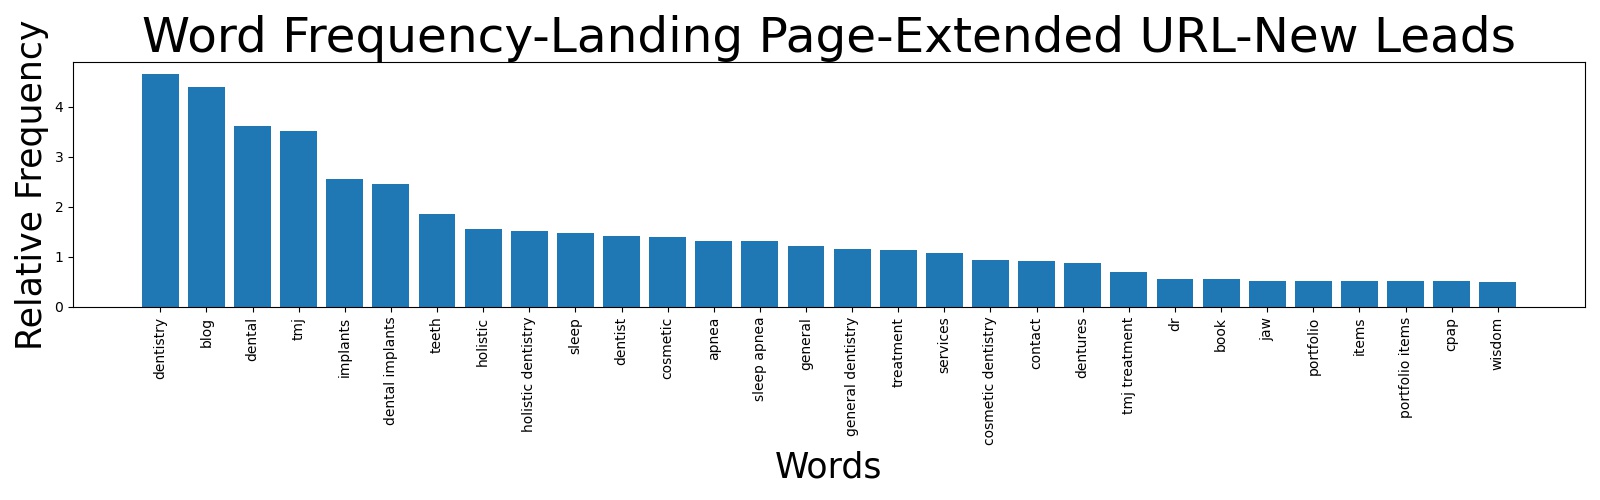 Word Frequency-Landing Page-Extended URL-New Leads
Relative Frequency
4
3
2
1
0
dentistry
blog
dental
tmj
implants
dental implants
teeth
holistic
holistic dentistry
sleep
dentist
cosmetic
apnea
sleep apnea
general
general dentistry
treatment
services
cosmetic dentistry
contact
dentures
tmj treatment
dr
book
jaw
portfolio
items
portfolio items
cpap
wisdom
Words